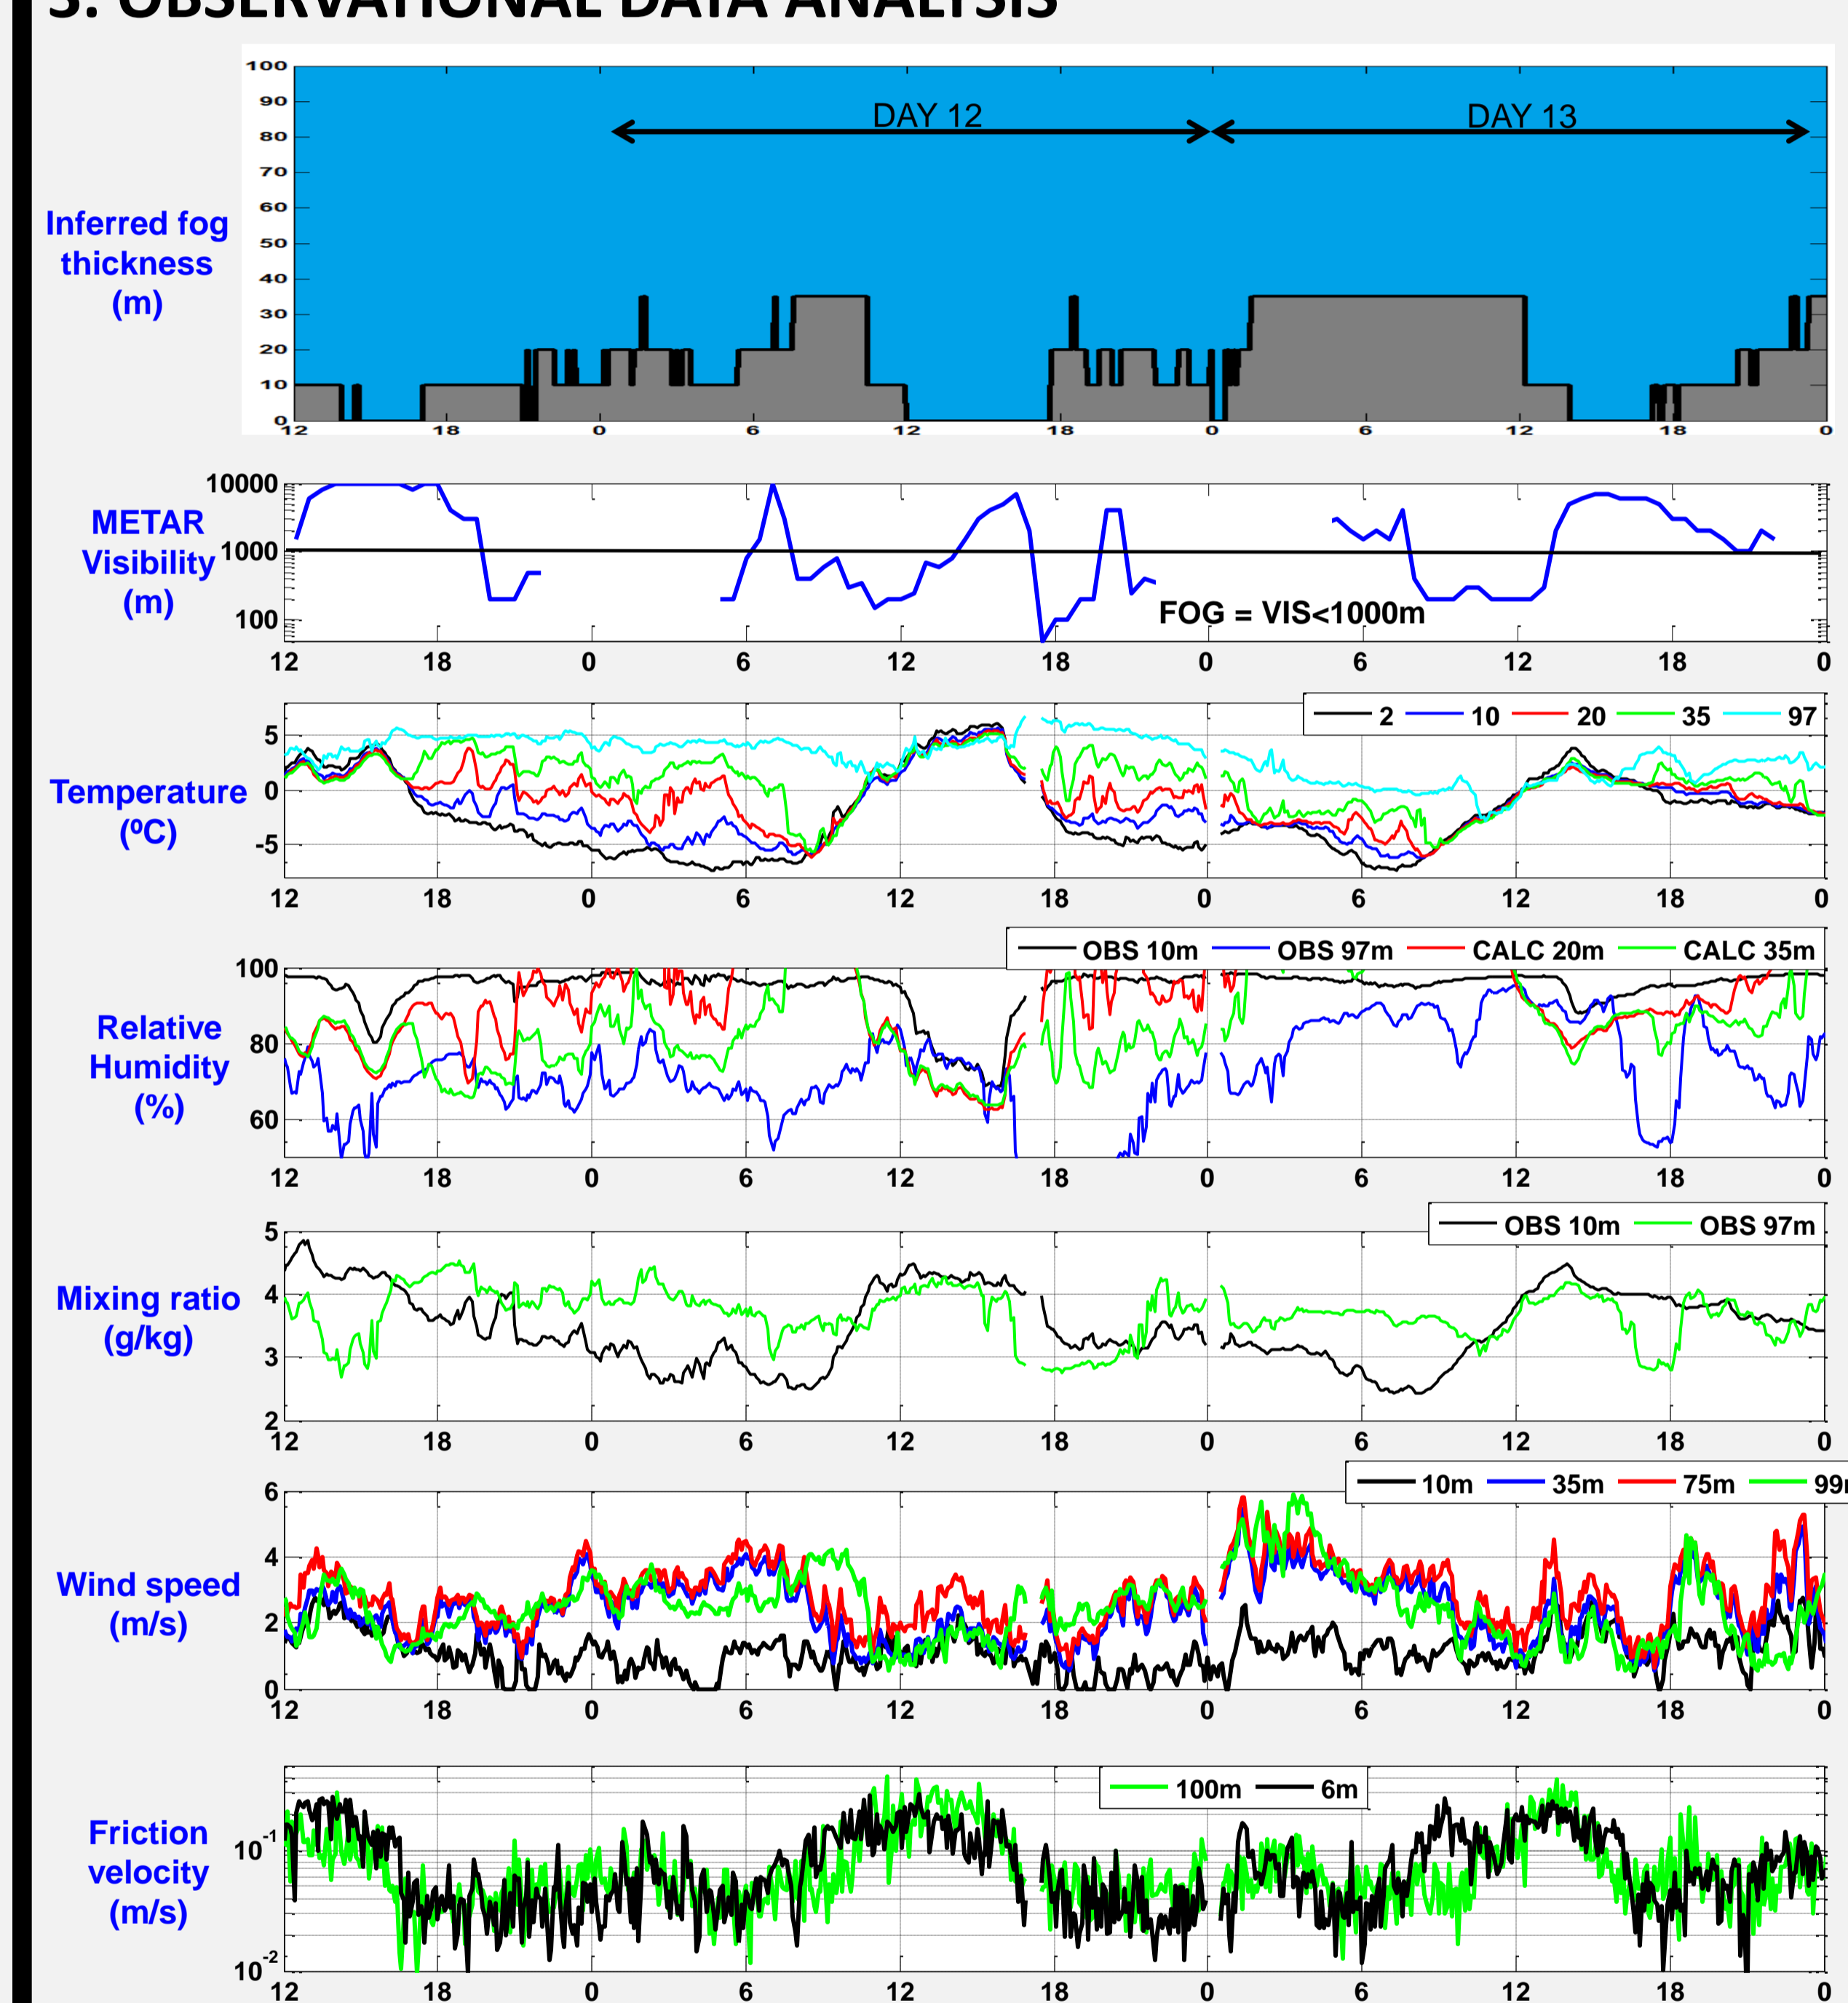 3. OBSERVATIONAL DATA ANALYSIS
100
90
80
70
60
50
40
30
20
10
0
DAY 12
DAY 13
Inferred fog
thickness
(m)
12 18 0 6 12 18 0 6 12 18 0
METAR
Visibility
(m)
10000
1000
100
FOG = VIS<1000m
12 18 0 6 12 18 0 6 12 18 0
Temperature
(ºC)
5
0
-5
2 10 20 35 97
12 18 0 6 12 18 0 6 12 18 0
Relative
Humidity
(%)
100
80
60
OBS 10m OBS 97m CALC 20m CALC 35m
12 18 0 6 12 18 0 6 12 18 0
Mixing ratio
(g/kg)
5
4
3
2
OBS 10m OBS 97m
12 18 0 6 12 18 0 6 12 18 0
Wind speed
(m/s)
6
4
2
0
10m 35m 75m 99
12 18 0 6 12 18 0 6 12 18 0
Friction
velocity
(m/s)
10-1
10-2
100m 6m
12 18 0 6 12 18 0 6 12 18 0